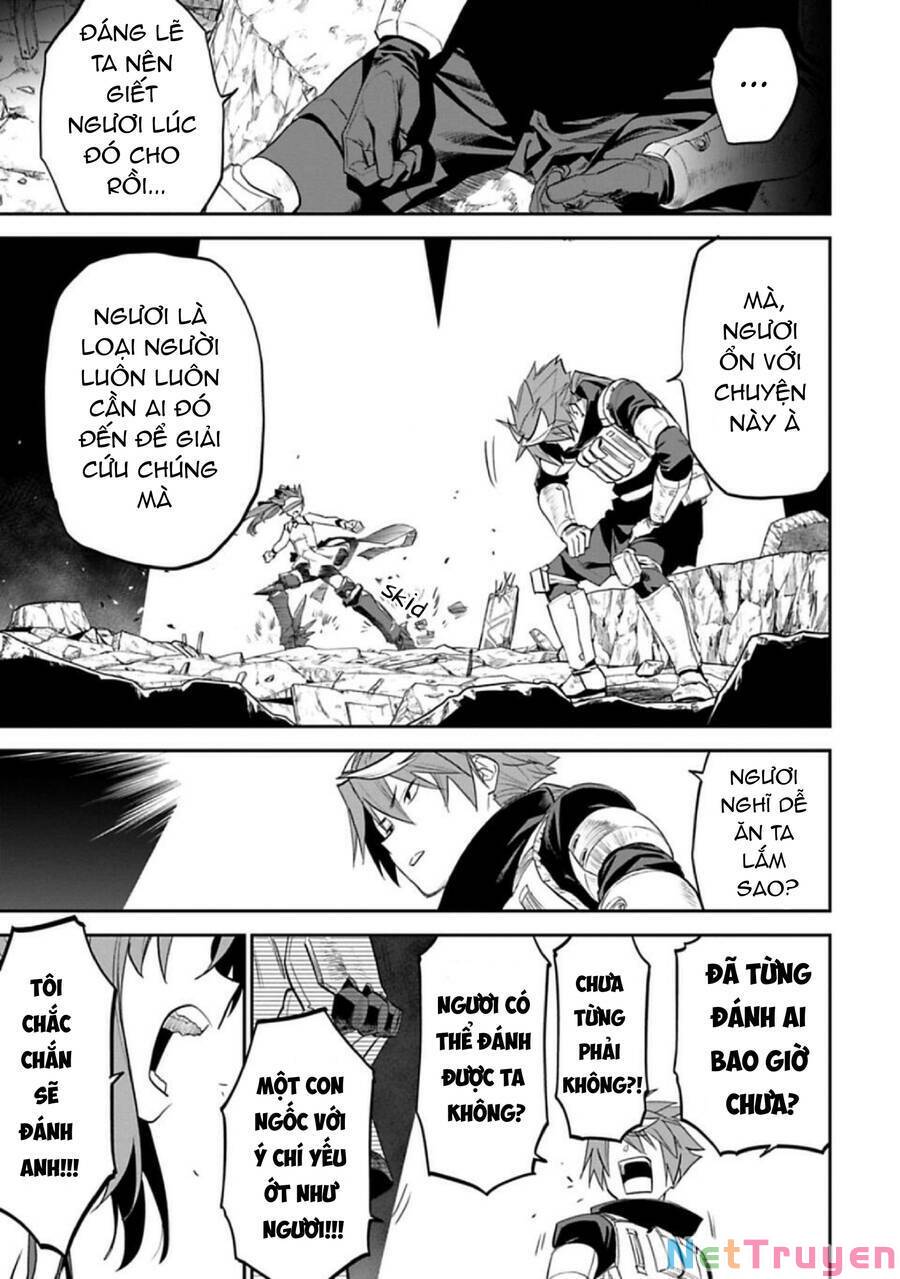 ...
ĐÁNG LẼ
TA NÊN
GIẾT
NGƯƠI LÚC
ĐÓ CHO
RỒI...
MÀ,
NGƯƠI
ỔN VỚI
CHUYỆN
NÀY À
NGƯƠI LÀ
LOẠI NGƯỜI
LUÔN LUÔN
CẦN AI ĐÓ
ĐẾN ĐỂ GIẢI
CỨU CHÚNG
MÀ
SKID
NGƯƠI
NGHĨ DỄ
ĂN TA
LẮM
SAO?
ĐÃ TỪNG
ĐÁNH AI
BAO GIỜ
CHƯA?
CHƯA
TỪNG
PHẢI
KHÔNG?!
NGƯƠI CÓ
THỂ ĐÁNH
ĐƯỢC TA
KHÔNG?
MỘT CON
NGỐC VỚI
Ý CHÍ YẾU
ỚT NHƯ
NGƯƠI!!!
TÔI
CHẮC
CHẮN
SẼ
ĐÁNH
ANH!!!
NetTruyen